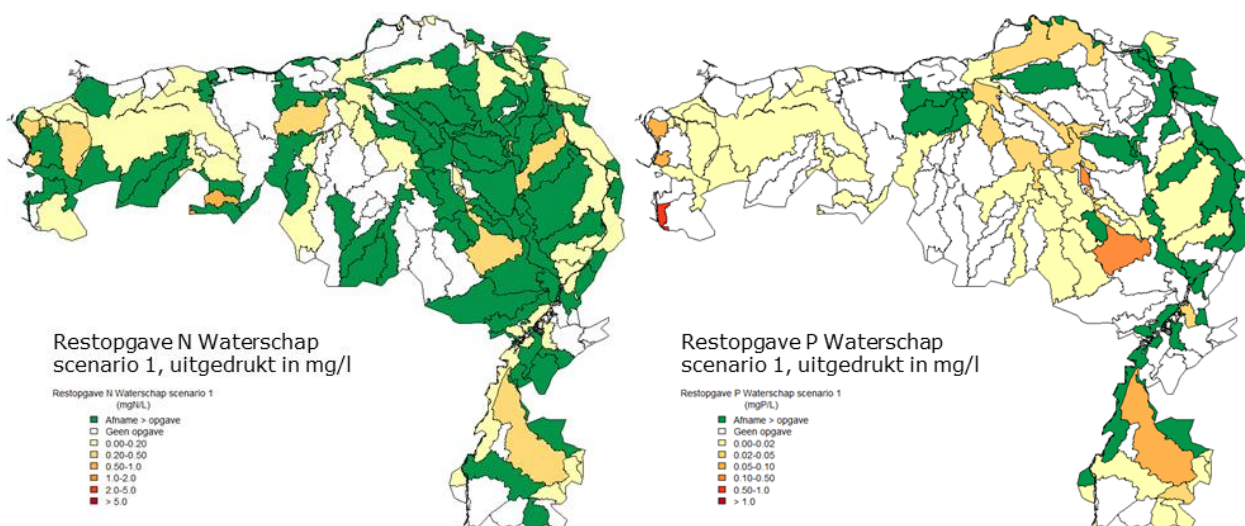 Restopgave N Waterschap
scenario 1, uitgedrukt in mg/l
Restopgave N Waterschap scenario 1
(mgN/L)
Afname > opgave
Geen opgave
0.00-0.20
0.20-0.50
0.50-1.0
1.0-2.0
2.0-5.0
> 5.0
Restopgave P Waterschap
scenario 1, uitgedrukt in mg/l
Restopgave P Waterschap scenario 1
(mgP/L)
Afname > opgave
Geen opgave
0.00-0.02
0.02-0.05
0.05-0.10
0.10-0.50
0.50-1.0
> 1.0